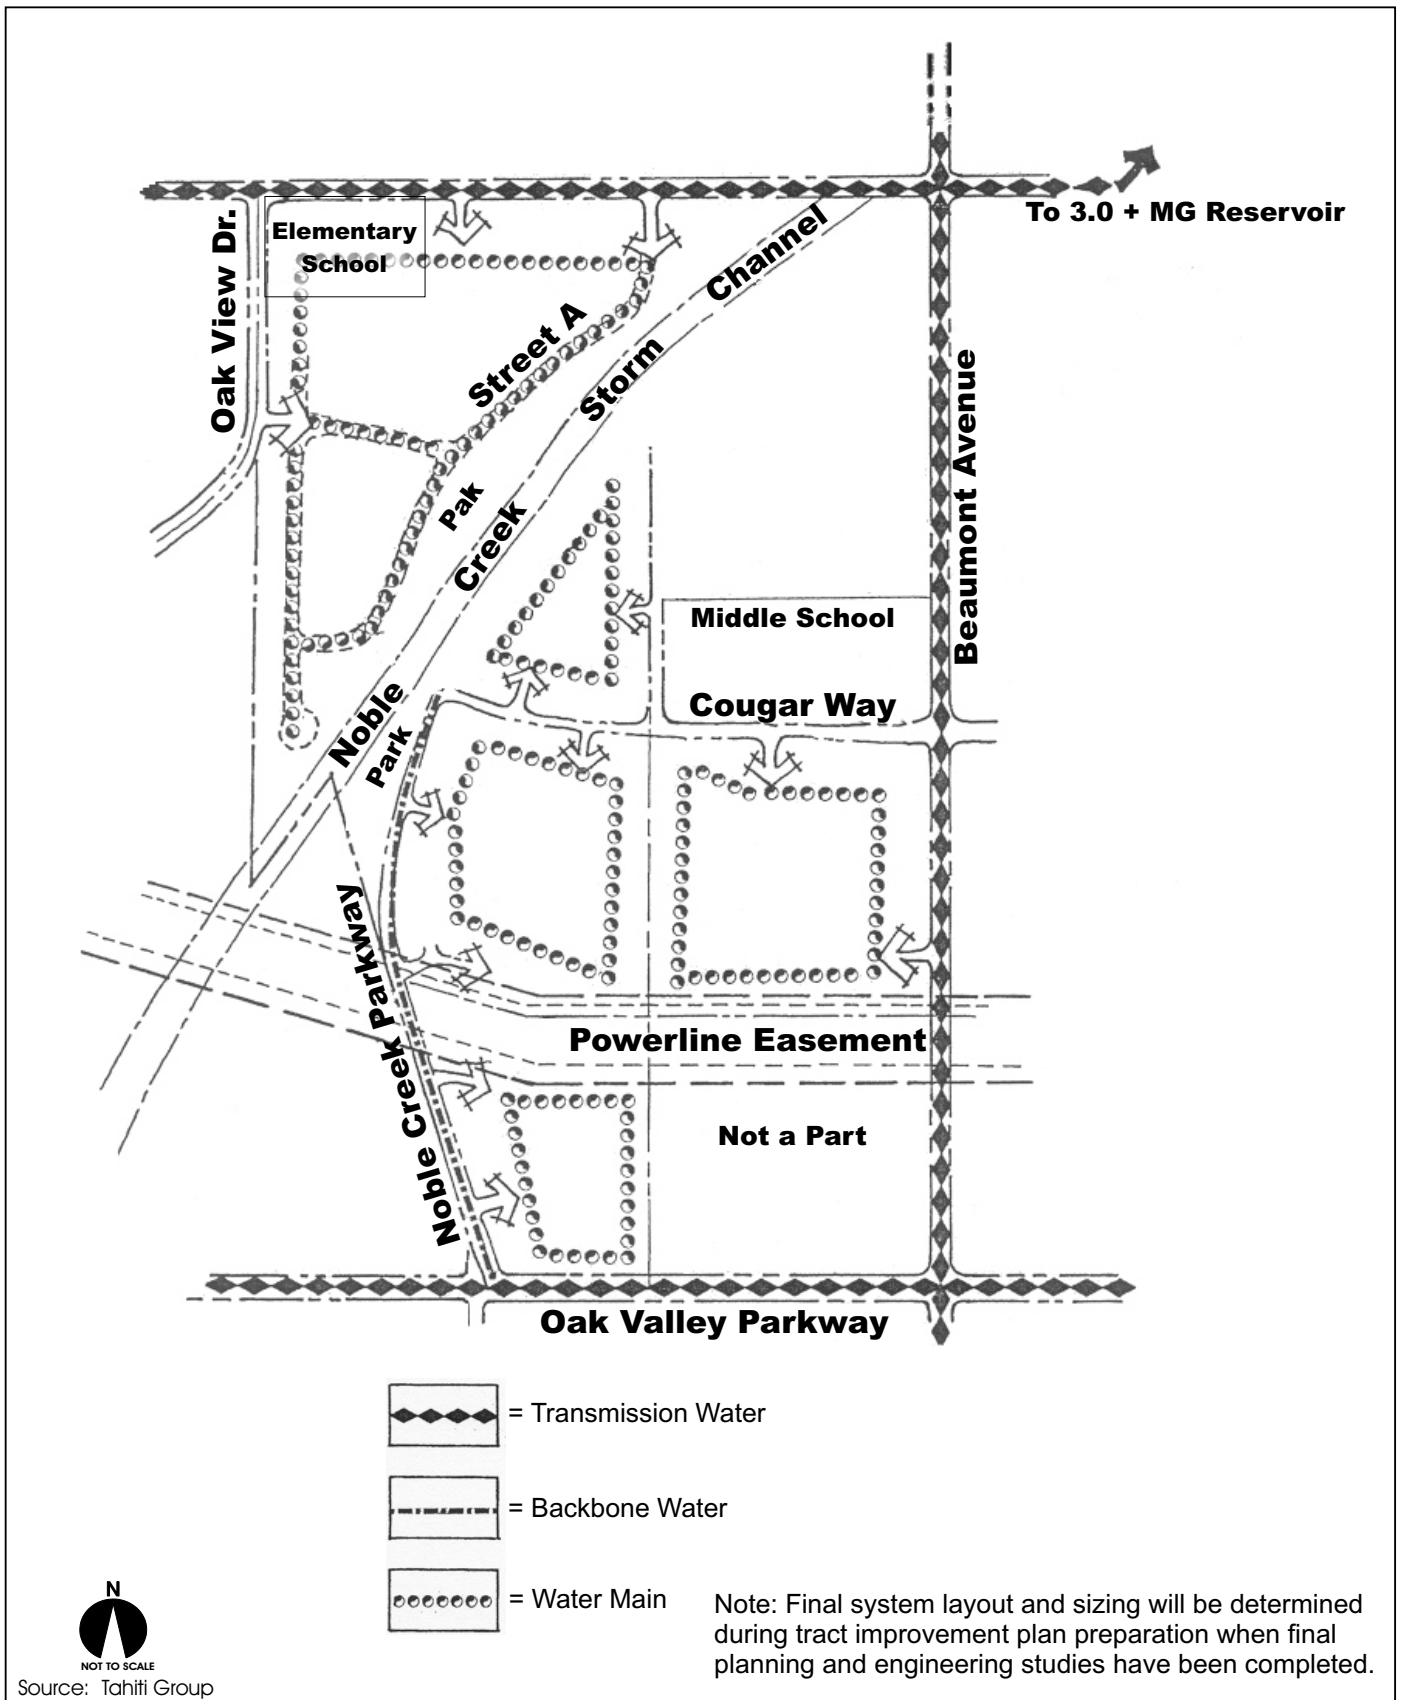 To 3.0 + MG Reservoir
Oak View Dr.
Elementary
School
Channel
Street A
Storm
Beaumont Avenue
Pak
Creek
Middle School
Noble
Park
Cougar Way
Noble Creek Parkway
Powerline Easement
Not a Part
Oak Valley Parkway
= Transmission Water
= Backbone Water
= Water Main
N
NOT TO SCALE
Source: Tahiti Group
Note: Final system layout and sizing will be determined
during tract improvement plan preparation when final
planning and engineering studies have been completed.